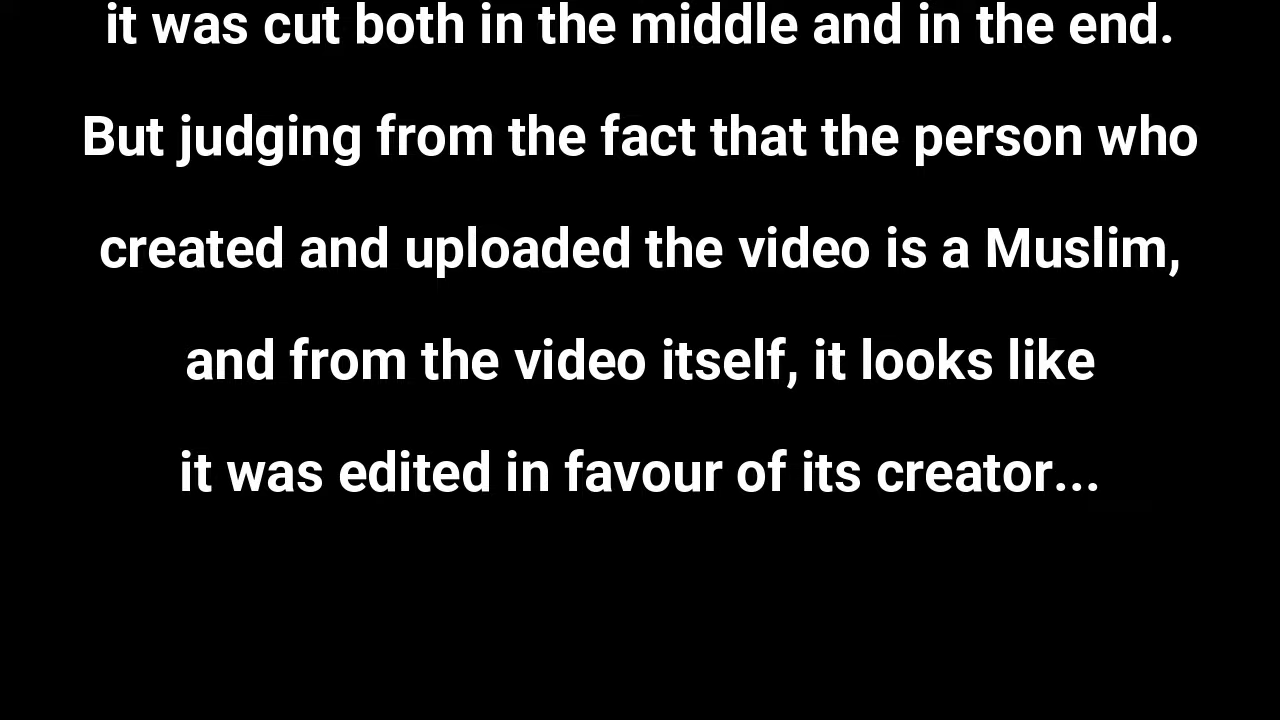 it was cut both in the middle and in the end.
But judging from the fact that the person who
created and uploaded the video is a Muslim,
and from the video itself, it looks like
it was edited in favour of its creator...